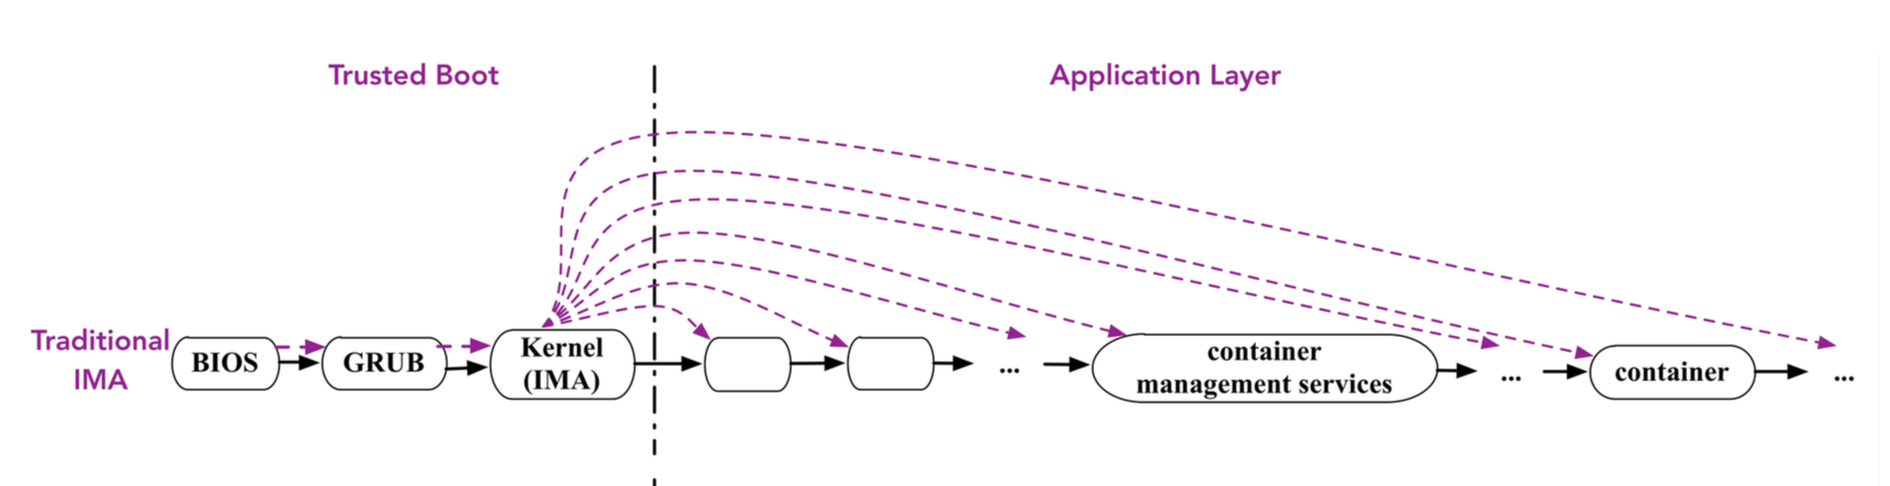 Trusted Boot
Application Layer
Traditional
IMA
BIOS
GRUB
Kernel
(IMA)
...
container
management services
...
container
...